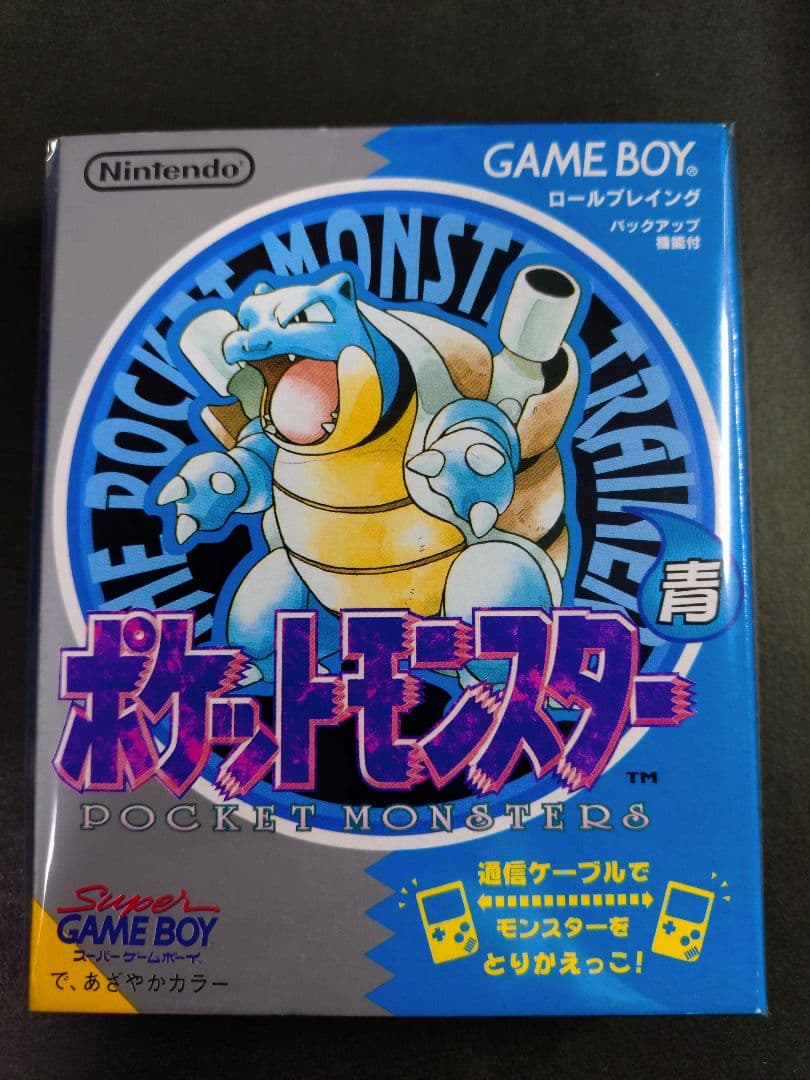 Nintendo®
GAME BOY®
ロールプレイング
バックアップ
機能付
THE POCKET MONSTER TRAINER
青
ポケットモンスター
TM
POCKET MONSTERS
通信ケーブルで
モンスターを
とりかえっこ!
Super
GAME BOY
スーパーゲームボーイ
で、あざやかカラー